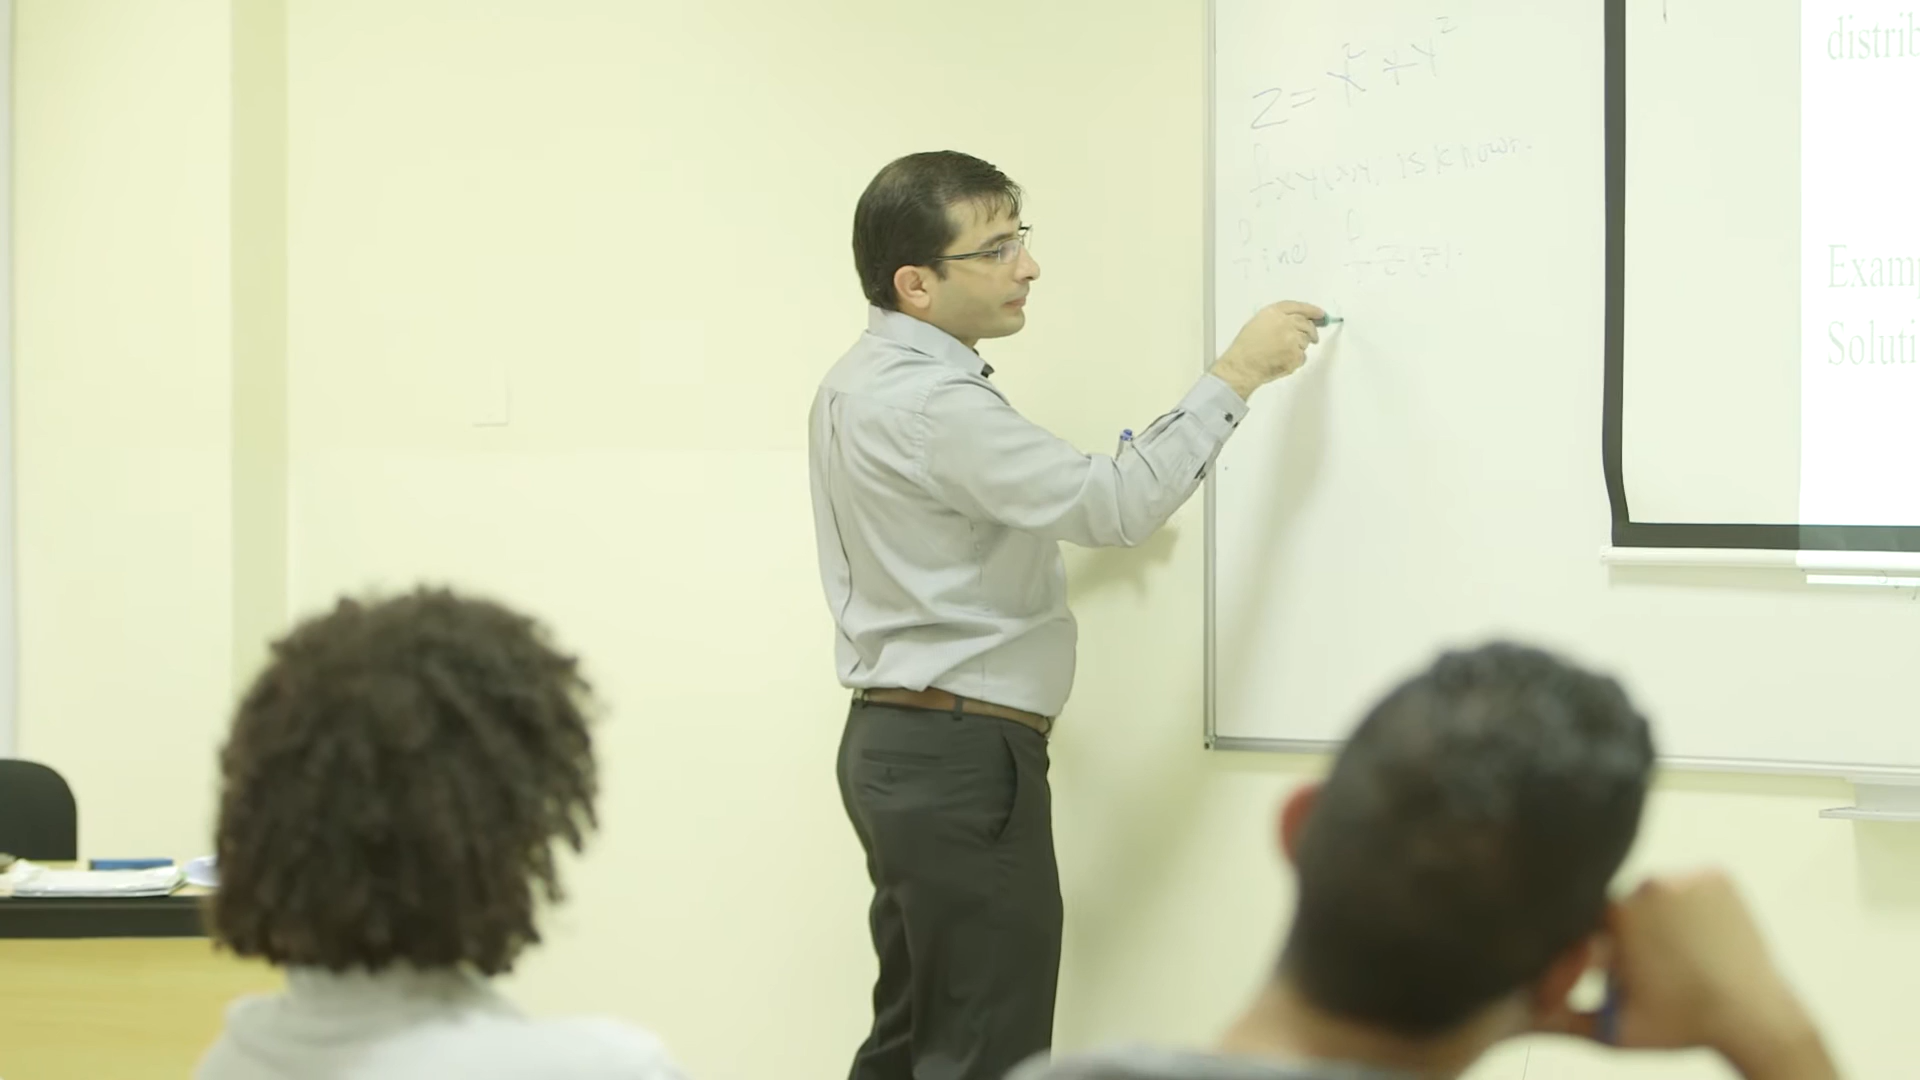 Z = X² + Y²
fxy(x,y) is known.
find fz(z).
distrib
Examp
Soluti